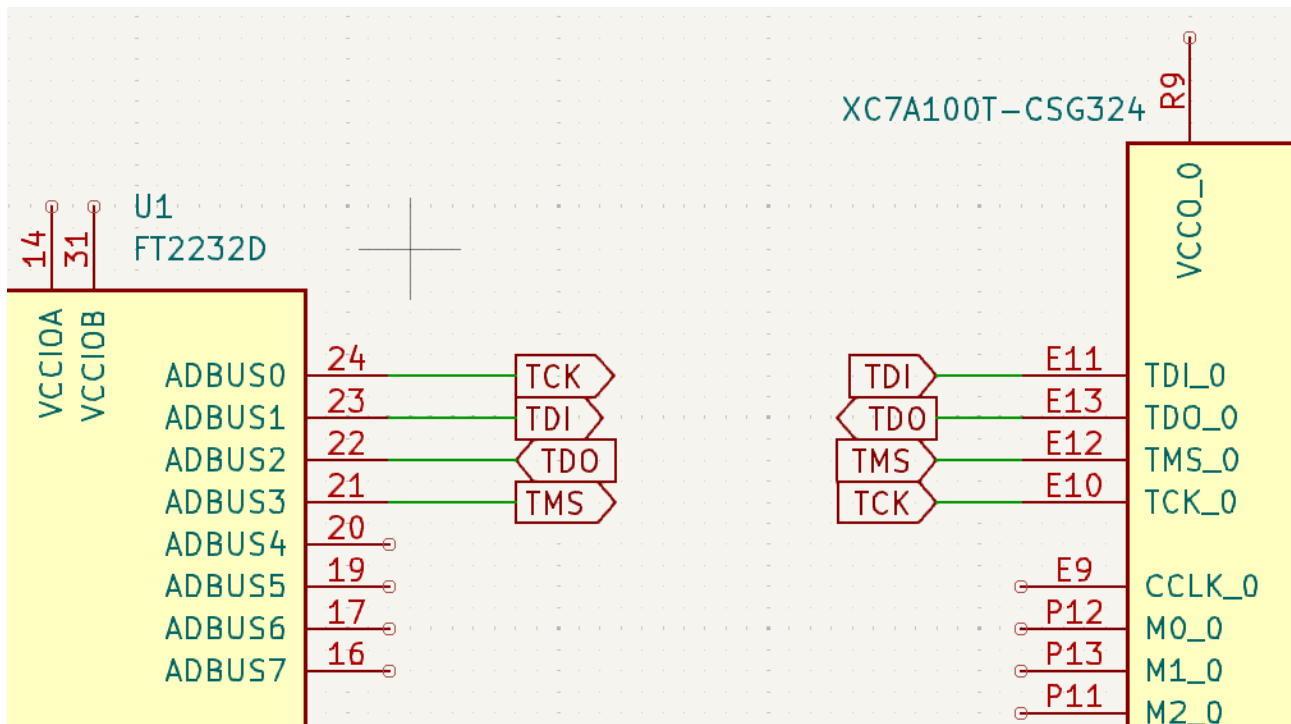 R9
XC7A100T-CSG324
VCCO_0
U1
FT2232D
14
31
VCCIOA
VCCIOB
ADBUS0 24 TCK
ADBUS1 23 TDI
ADBUS2 22 TDO
ADBUS3 21 TMS
ADBUS4 20
ADBUS5 19
ADBUS6 17
ADBUS7 16
TDI E11 TDI_0
TDO E13 TDO_0
TMS E12 TMS_0
TCK E10 TCK_0
E9 CCLK_0
P12 M0_0
P13 M1_0
P11 M2_0